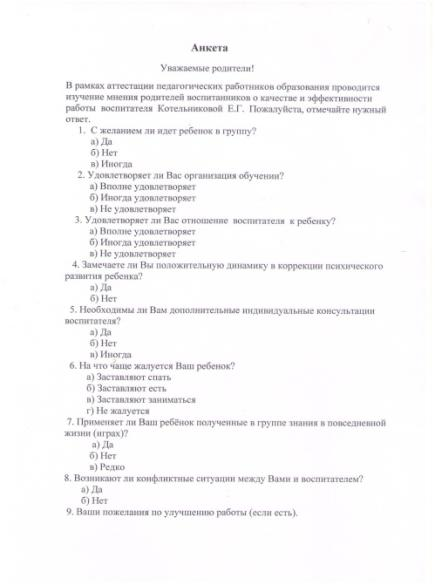 Анкета
Уважаемые родители!
В рамках аттестации педагогических работников образования проводится
изучение мнения родителей воспитанников о качестве и эффективности
работы воспитателя Котельниковой Е.Г. Пожалуйста, отмечайте нужный
ответ.
1. С желанием ли идет ребенок в группу?
а) Да
б) Нет
в) Иногда
2. Удовлетворяет ли Вас организация обучении?
а) Вполне удовлетворяет
б) Иногда удовлетворяет
в) Не удовлетворяет
3. Удовлетворяет ли Вас отношение воспитателя к ребенку?
а) Вполне удовлетворяет
б) Иногда удовлетворяет
в) Не удовлетворяет
4. Замечаете ли Вы положительную динамику в коррекции психического
развития ребенка?
а) Да
б) Нет
5. Необходимы ли Вам дополнительные индивидуальные консультации
воспитателя?
а) Да
б) Нет
в) Иногда
6. На что чаще жалуется Ваш ребенок?
а) Заставляют спать
б) Заставляют есть
в) Заставляют заниматься
г) Не жалуется
7. Применяет ли Ваш ребёнок полученные в группе знания в повседневной
жизни (играх)?
а) Да
б) Нет
в) Редко
8. Возникают ли конфликтные ситуации между Вами и воспитателем?
а) Да
б) Нет
9. Ваши пожелания по улучшению работы (если есть).